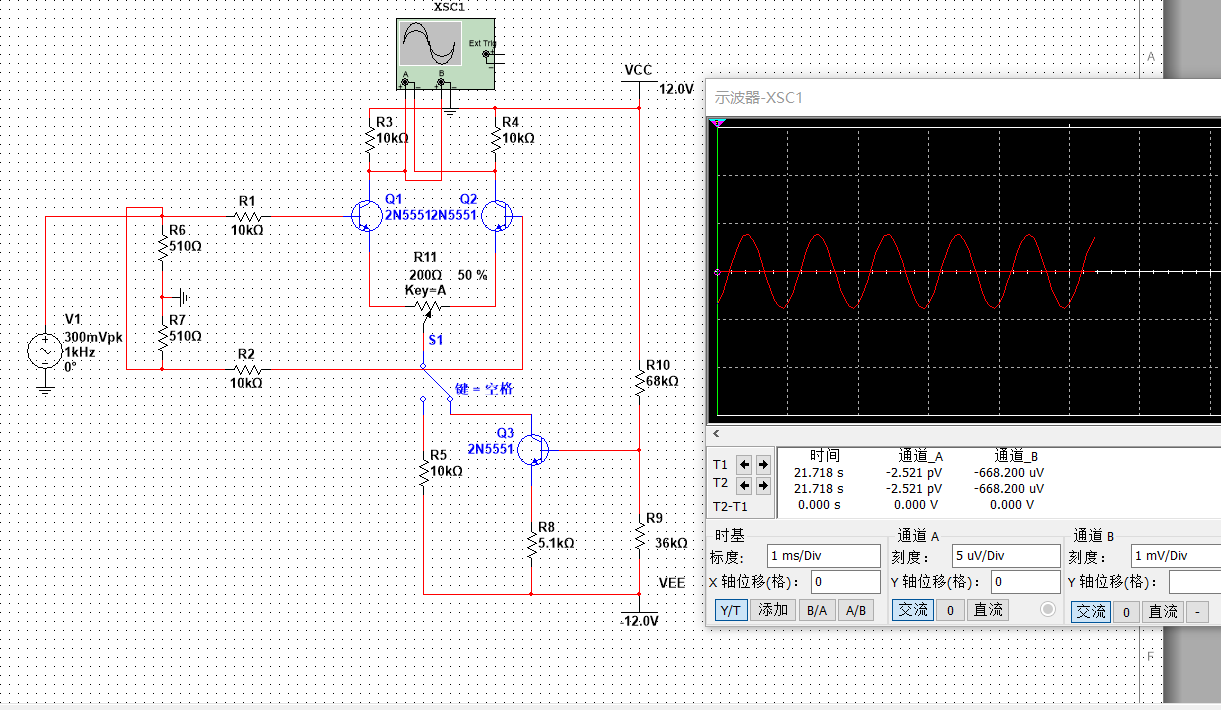 XSC1
Ext Trig
+
-
A
B
+
-
+
-
VCC
12.0V
R3
10kΩ
R4
10kΩ
Q1
2N5551
Q2
2N5551
R1
10kΩ
R6
510Ω
R11
200Ω
50 %
Key=A
V1
300mVpk
1kHz
0°
R7
510Ω
S1
R2
10kΩ
键 = 空格
R10
68kΩ
Q3
2N5551
R5
10kΩ
R8
5.1kΩ
R9
36kΩ
VEE
-12.0V
A
F
示波器-XSC1
<
时间 通道_A 通道_B
T1 21.718 s -2.521 pV -668.200 uV
T2 21.718 s -2.521 pV -668.200 uV
T2-T1 0.000 s 0.000 V 0.000 V
时基
标度： 1 ms/Div
X 轴位移(格)： 0
Y/T 添加 B/A A/B
通道 A
刻度： 5 uV/Div
Y 轴位移(格)： 0
交流 0 直流
通道 B
刻度： 1 mV/Div
Y 轴位移(格)：
交流 0 直流 -